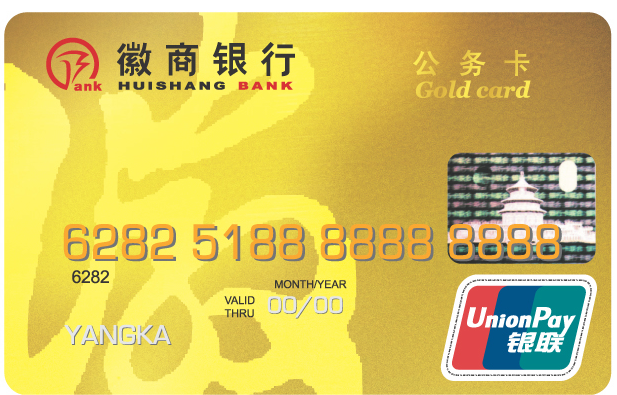 徽商银行
ank HUISHANG BANK
公务卡
Gold card
6282 5188 8888 8888
6282
MONTH/YEAR
VALID THRU 00/00
YANGKA
UnionPay
银联